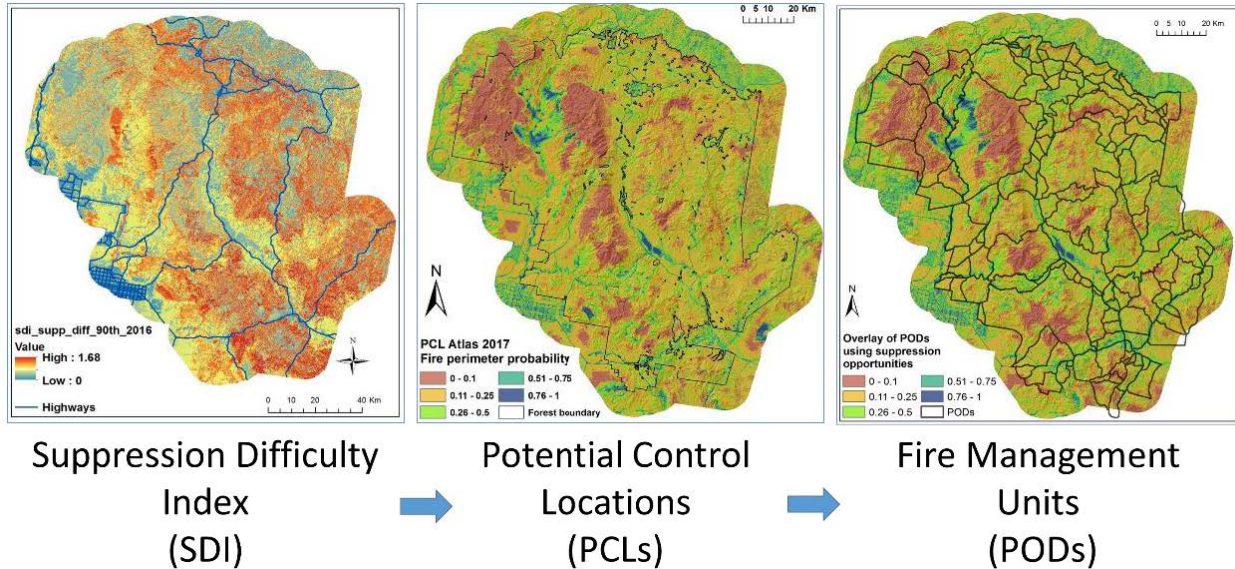 sdi_supp_diff_90th_2016
Value
High : 1.68
Low : 0
Highways
N
0 10 20 40 Km
0 5 10 20 Km
N
PCL Atlas 2017
Fire perimeter probability
0 - 0.1
0.11 - 0.25
0.26 - 0.5
0.51 - 0.75
0.76 - 1
Forest boundary
0 5 10 20 Km
N
Overlay of PODs
using suppression
opportunities
0 - 0.1
0.11 - 0.25
0.26 - 0.5
0.51 - 0.75
0.76 - 1
PODs
Suppression Difficulty
Index
(SDI)
Potential Control
Locations
(PCLs)
Fire Management
Units
(PODs)